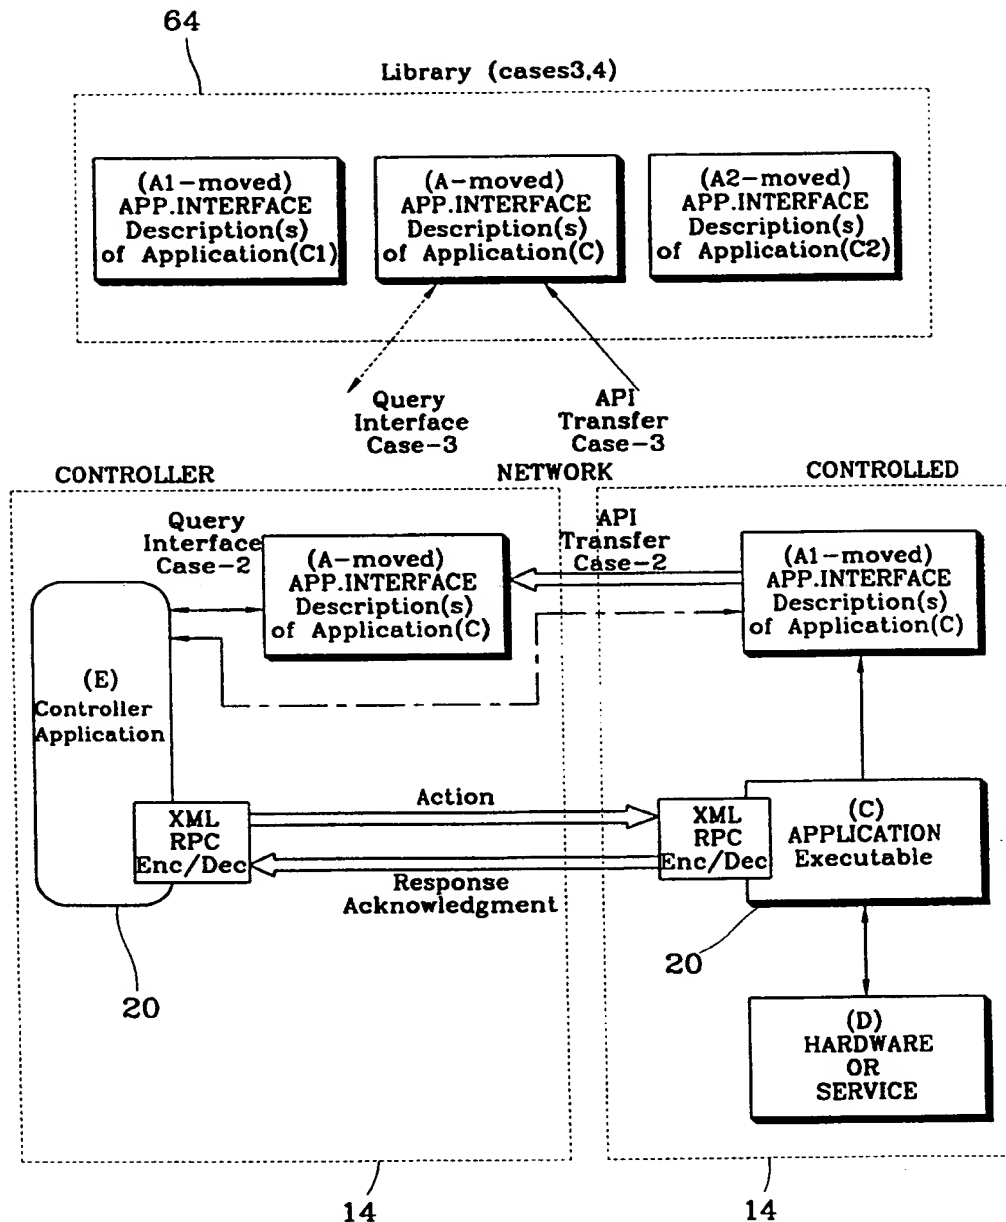 64
Library (cases3,4)
(A1-moved)
APP.INTERFACE
Description(s)
of Application(C1)
(A-moved)
APP.INTERFACE
Description(s)
of Application(C)
(A2-moved)
APP.INTERFACE
Description(s)
of Application(C2)
Query
Interface
Case-3
API
Transfer
Case-3
CONTROLLER
NETWORK
CONTROLLED
Query
Interface
Case-2
(A-moved)
APP.INTERFACE
Description(s)
of Application(C)
API
Transfer
Case-2
(A1-moved)
APP.INTERFACE
Description(s)
of Application(C)
(E)
Controller
Application
XML
RPC
Enc/Dec
Action
Response
Acknowledgment
XML
RPC
Enc/Dec
(C)
APPLICATION
Executable
20
20
(D)
HARDWARE
OR
SERVICE
14
14